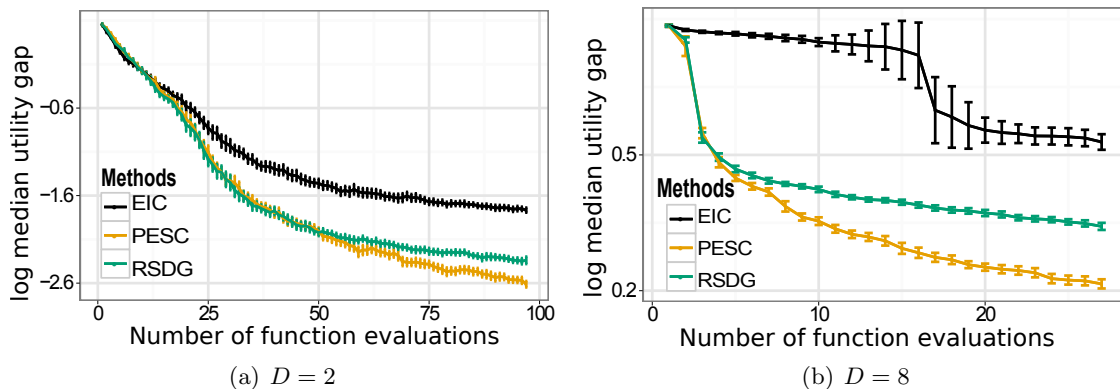 log median utility gap
−0.6
−1.6
−2.6
Methods
EIC
PESC
RSDG
0
25
50
75
100
Number of function evaluations
(a) D = 2
log median utility gap
0.5
0.2
Methods
EIC
PESC
RSDG
0
10
20
Number of function evaluations
(b) D = 8